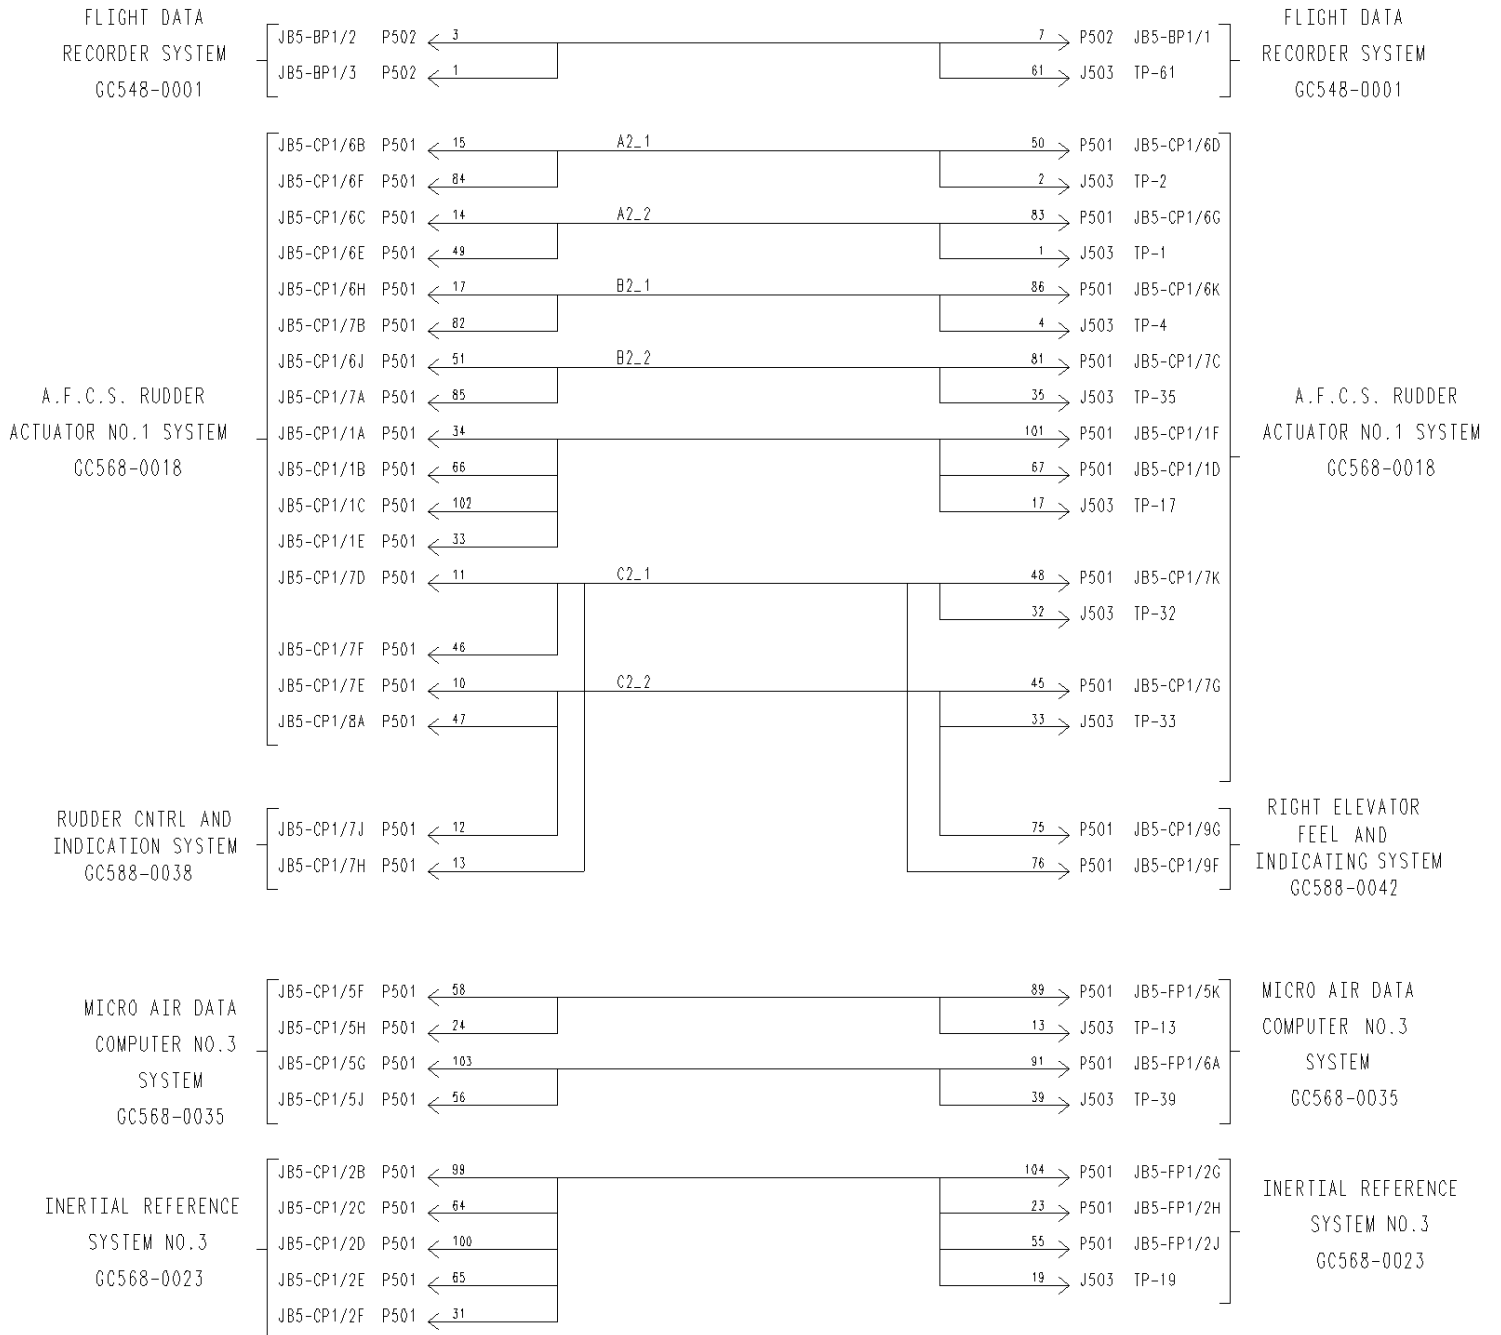 FLIGHT DATA
RECORDER SYSTEM
GC548-0001
JB5-BP1/2 P502 3 7 P502 JB5-BP1/1
JB5-BP1/3 P502 1 61 J503 TP-61
FLIGHT DATA
RECORDER SYSTEM
GC548-0001
A.F.C.S. RUDDER
ACTUATOR NO.1 SYSTEM
GC568-0018
JB5-CP1/6B P501 15 A2_1 50 P501 JB5-CP1/6D
JB5-CP1/6F P501 84 2 J503 TP-2
JB5-CP1/6C P501 14 A2_2 83 P501 JB5-CP1/6G
JB5-CP1/6E P501 49 1 J503 TP-1
JB5-CP1/6H P501 17 B2_1 86 P501 JB5-CP1/6K
JB5-CP1/7B P501 82 4 J503 TP-4
JB5-CP1/6J P501 51 B2_2 81 P501 JB5-CP1/7C
JB5-CP1/7A P501 85 35 J503 TP-35
JB5-CP1/1A P501 34 101 P501 JB5-CP1/1F
JB5-CP1/1B P501 66 67 P501 JB5-CP1/1D
JB5-CP1/1C P501 102 17 J503 TP-17
JB5-CP1/1E P501 33
JB5-CP1/7D P501 11 C2_1 48 P501 JB5-CP1/7K
32 J503 TP-32
JB5-CP1/7F P501 46
JB5-CP1/7E P501 10 C2_2 45 P501 JB5-CP1/7G
JB5-CP1/8A P501 47 33 J503 TP-33
A.F.C.S. RUDDER
ACTUATOR NO.1 SYSTEM
GC568-0018
RUDDER CNTRL AND
INDICATION SYSTEM
GC588-0038
JB5-CP1/7J P501 12 75 P501 JB5-CP1/9G
JB5-CP1/7H P501 13 76 P501 JB5-CP1/9F
RIGHT ELEVATOR
FEEL AND
INDICATING SYSTEM
GC588-0042
MICRO AIR DATA
COMPUTER NO.3
SYSTEM
GC568-0035
JB5-CP1/5F P501 58 89 P501 JB5-FP1/5K
JB5-CP1/5H P501 24 13 J503 TP-13
JB5-CP1/5G P501 103 91 P501 JB5-FP1/6A
JB5-CP1/5J P501 56 39 J503 TP-39
MICRO AIR DATA
COMPUTER NO.3
SYSTEM
GC568-0035
INERTIAL REFERENCE
SYSTEM NO.3
GC568-0023
JB5-CP1/2B P501 99 104 P501 JB5-FP1/2G
JB5-CP1/2C P501 64 23 P501 JB5-FP1/2H
JB5-CP1/2D P501 100 55 P501 JB5-FP1/2J
JB5-CP1/2E P501 65 19 J503 TP-19
JB5-CP1/2F P501 31
INERTIAL REFERENCE
SYSTEM NO.3
GC568-0023